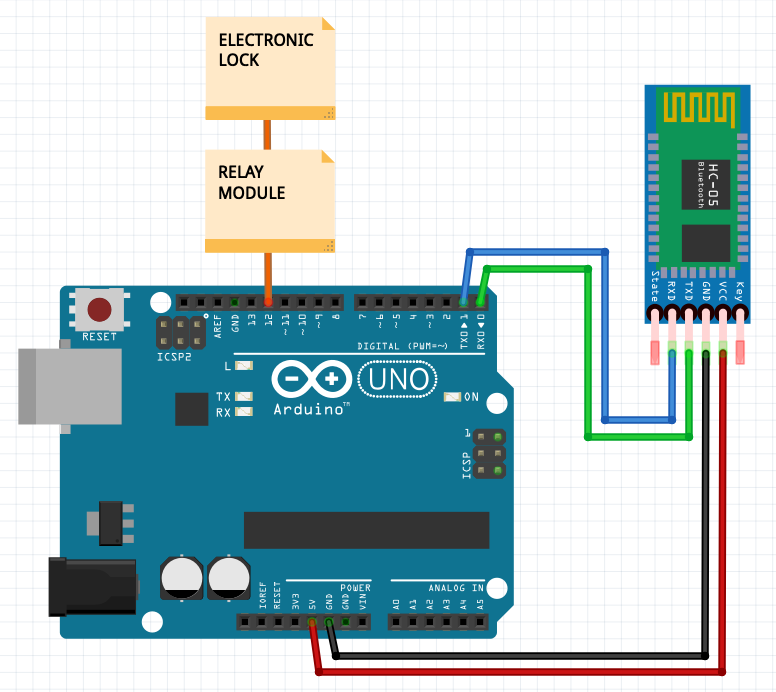 ELECTRONIC
LOCK
RELAY
MODULE
HC-05
Bluetooth
State
RXD
TXD
GND
VCC
Key
RESET
ICSP2
AREF
GND
13
12
~11
~10
~9
8
7
~6
~5
4
~3
2
TX0▶1
RX0◀0
DIGITAL (PWM=~)
L
TX
RX
UNO
Arduino™
ON
1
ICSP
POWER
ANALOG IN
IOREF
RESET
3V3
5V
GND
GND
VIN
A0
A1
A2
A3
A4
A5